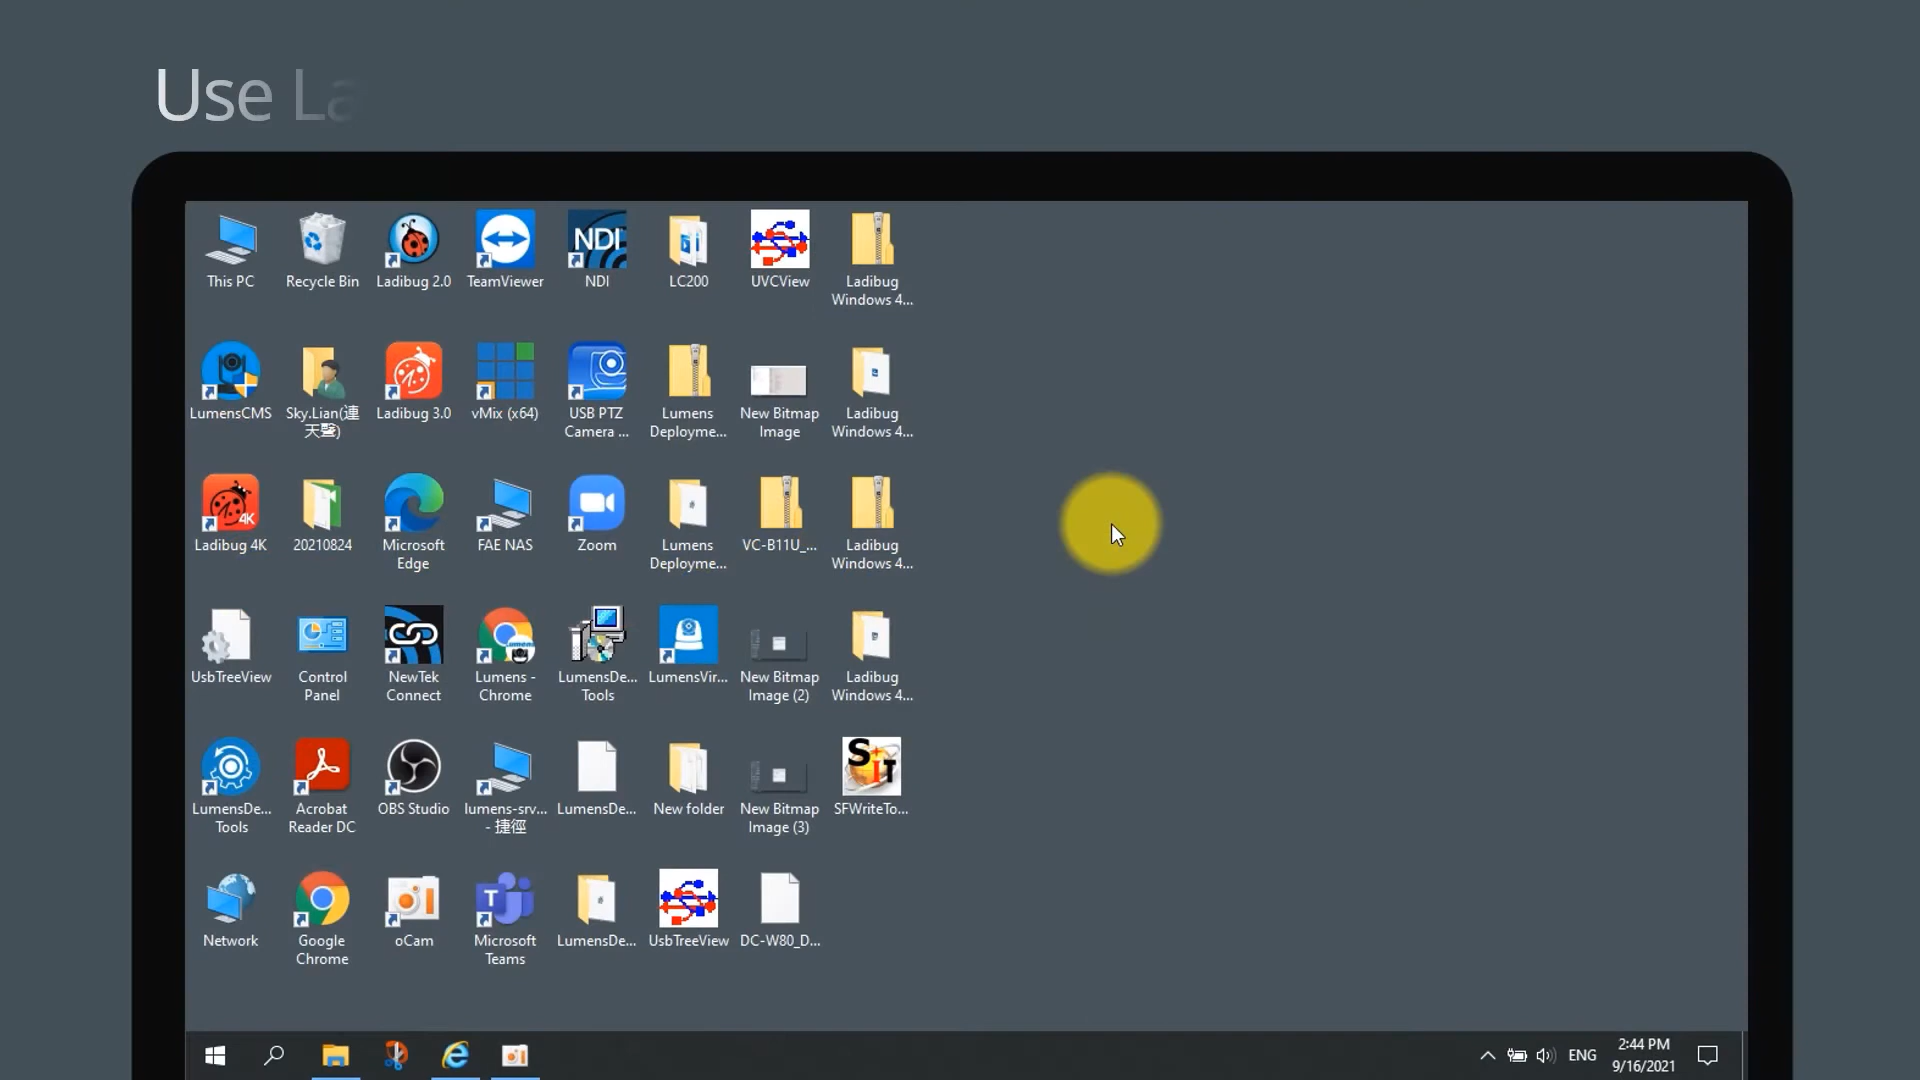 Use La
This PC
Recycle Bin
Ladibug 2.0
TeamViewer
NDI
NDI
LC200
UVCView
Ladibug
Windows 4...
LumensCMS
Sky.Lian(連
天聲)
Ladibug 3.0
vMix (x64)
USB PTZ
Camera ...
Lumens
Deployme...
New Bitmap
Image
Ladibug
Windows 4...
4K
Ladibug 4K
20210824
Microsoft
Edge
FAE NAS
Zoom
Lumens
Deployme...
VC-B11U_...
Ladibug
Windows 4...
UsbTreeView
Control
Panel
NewTek
Connect
Lumens
Lumens -
Chrome
LumensDe...
Tools
LumensVir...
New Bitmap
Image (2)
Ladibug
Windows 4...
LumensDe...
Tools
Acrobat
Reader DC
OBS Studio
lumens-srv...
- 捷徑
LumensDe...
New folder
New Bitmap
Image (3)
S+IT
SFWriteTo...
Network
Google
Chrome
oCam
T
Microsoft
Teams
LumensDe...
UsbTreeView
DC-W80_D...
ENG
2:44 PM
9/16/2021